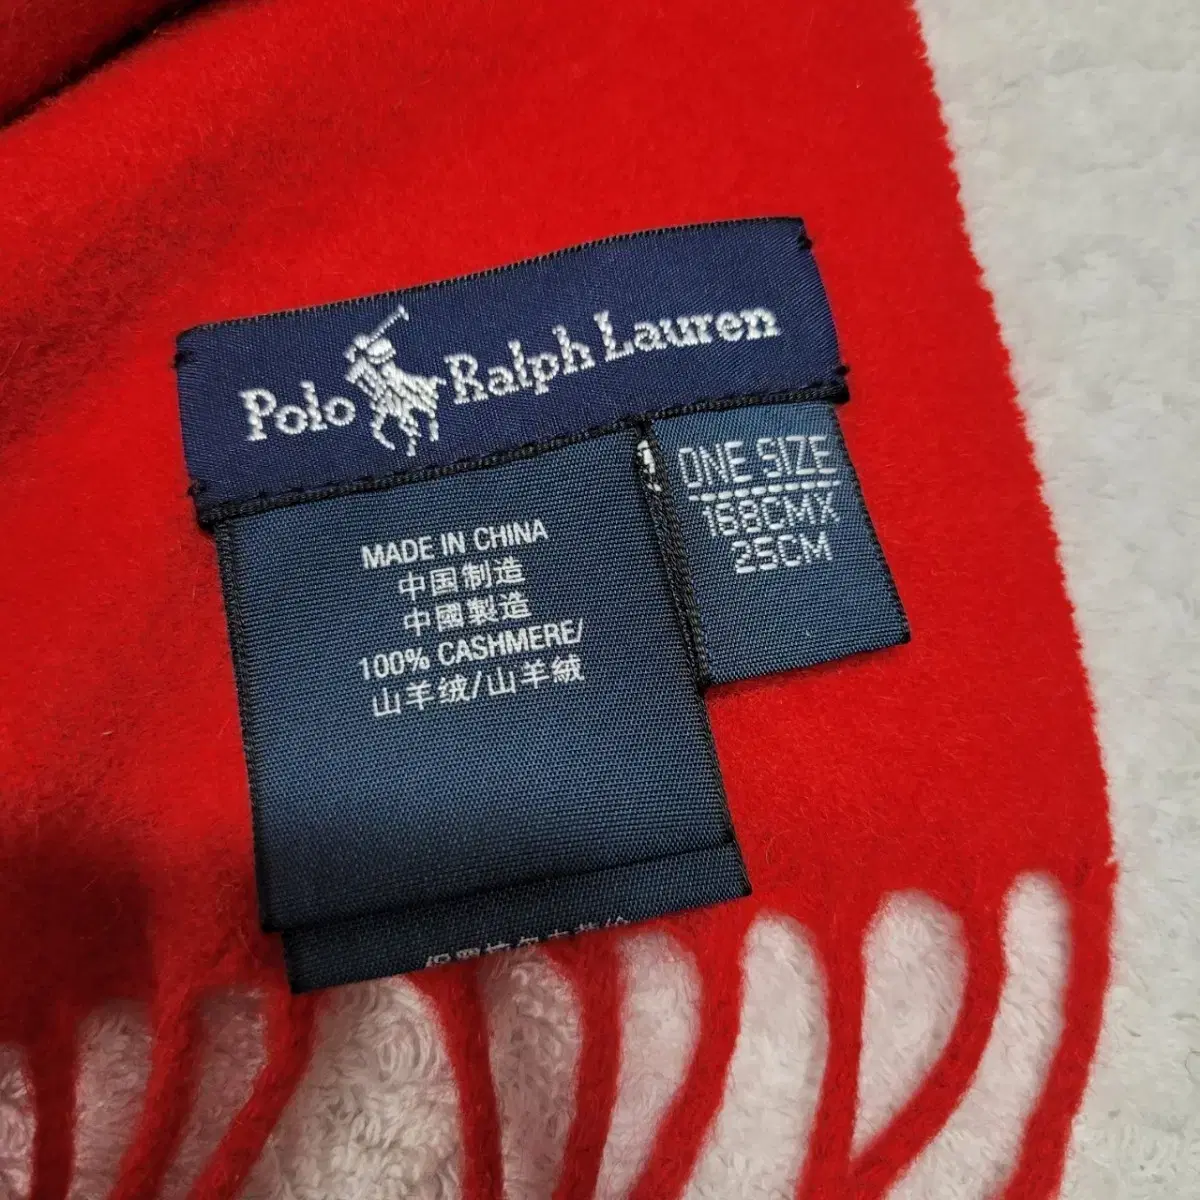 Polo Ralph Lauren
MADE IN CHINA
中国制造
中國製造
100% CASHMERE/
山羊绒/山羊絨
ONE SIZE
168CMX
25CM